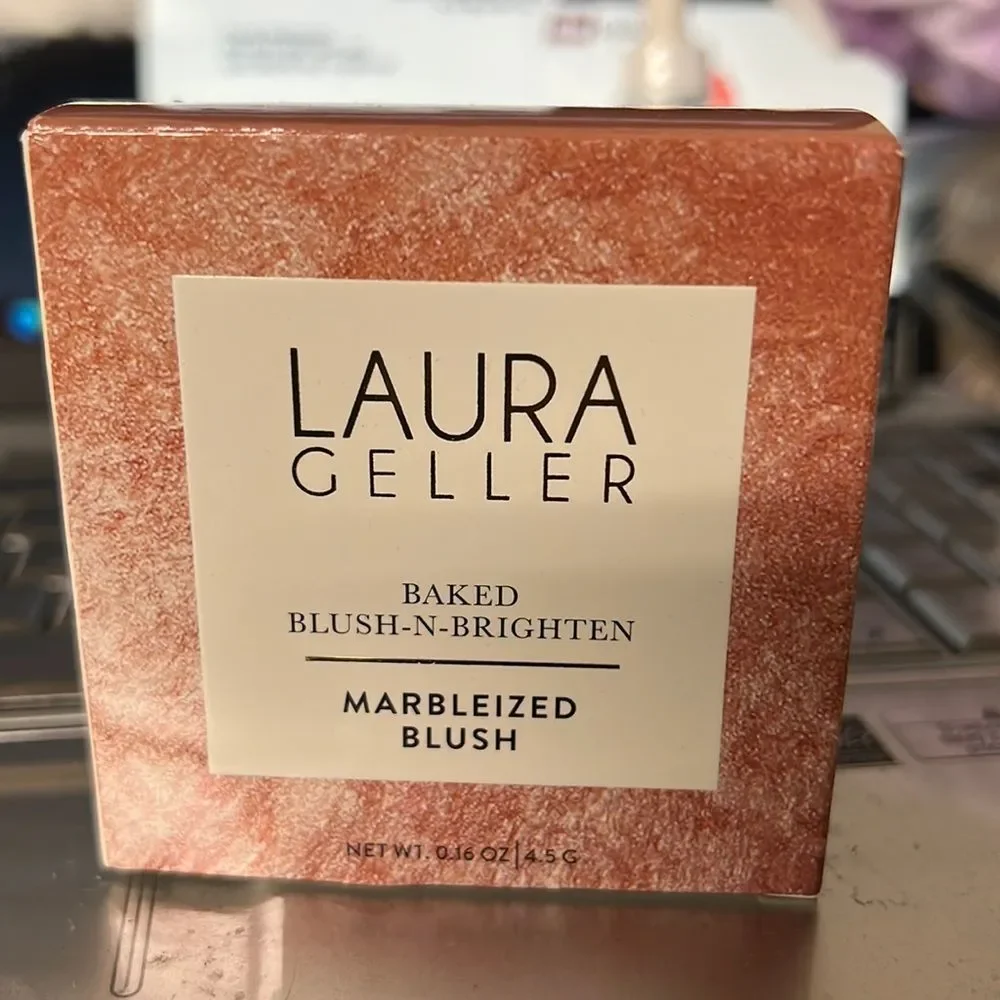 LAURA
GELLER
BAKED
BLUSH-N-BRIGHTEN
MARBLEIZED
BLUSH
NET WT. 0.16 OZ|4.5 G